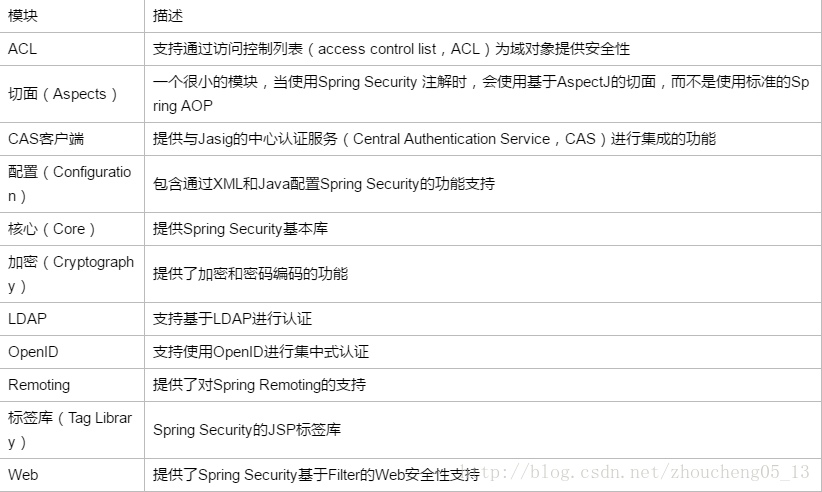 模块 描述
ACL 支持通过访问控制列表（access control list，ACL）为域对象提供安全性
切面（Aspects） 一个很小的模块，当使用Spring Security 注解时，会使用基于AspectJ的切面，而不是使用标准的Sp
ring AOP
CAS客户端 提供与Jasig的中心认证服务（Central Authentication Service，CAS）进行集成的功能
配置（Configuratio
n） 包含通过XML和Java配置Spring Security的功能支持
核心（Core） 提供Spring Security基本库
加密（Cryptograph
y） 提供了加密和密码编码的功能
LDAP 支持基于LDAP进行认证
OpenID 支持使用OpenID进行集中式认证
Remoting 提供了对Spring Remoting的支持
标签库（Tag Librar
y） Spring Security的JSP标签库
Web 提供了Spring Security基于Filter的Web安全性支持
http://blog.csdn.net/zhoucheng05_13